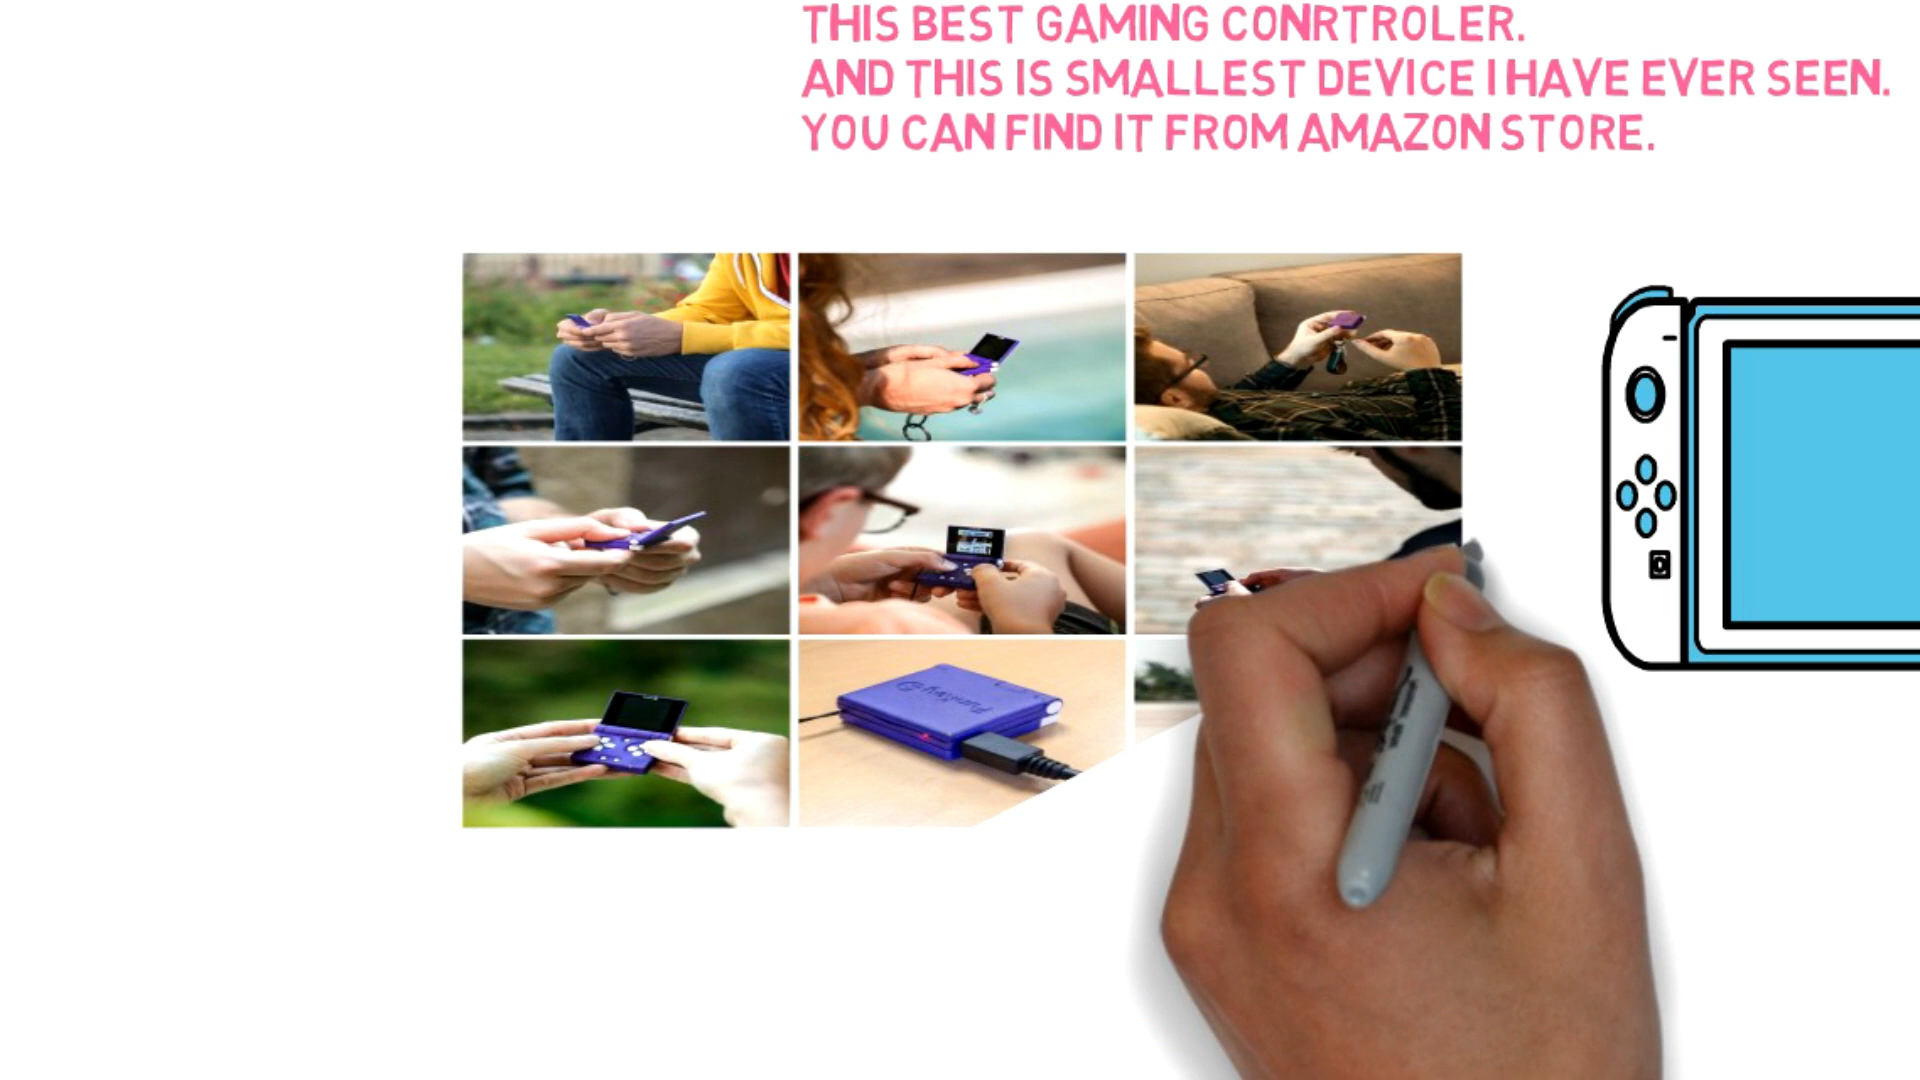 THIS BEST GAMING CONRTROLER.
AND THIS IS SMALLEST DEVICE I HAVE EVER SEEN.
YOU CAN FIND IT FROM AMAZON STORE.
Funkey